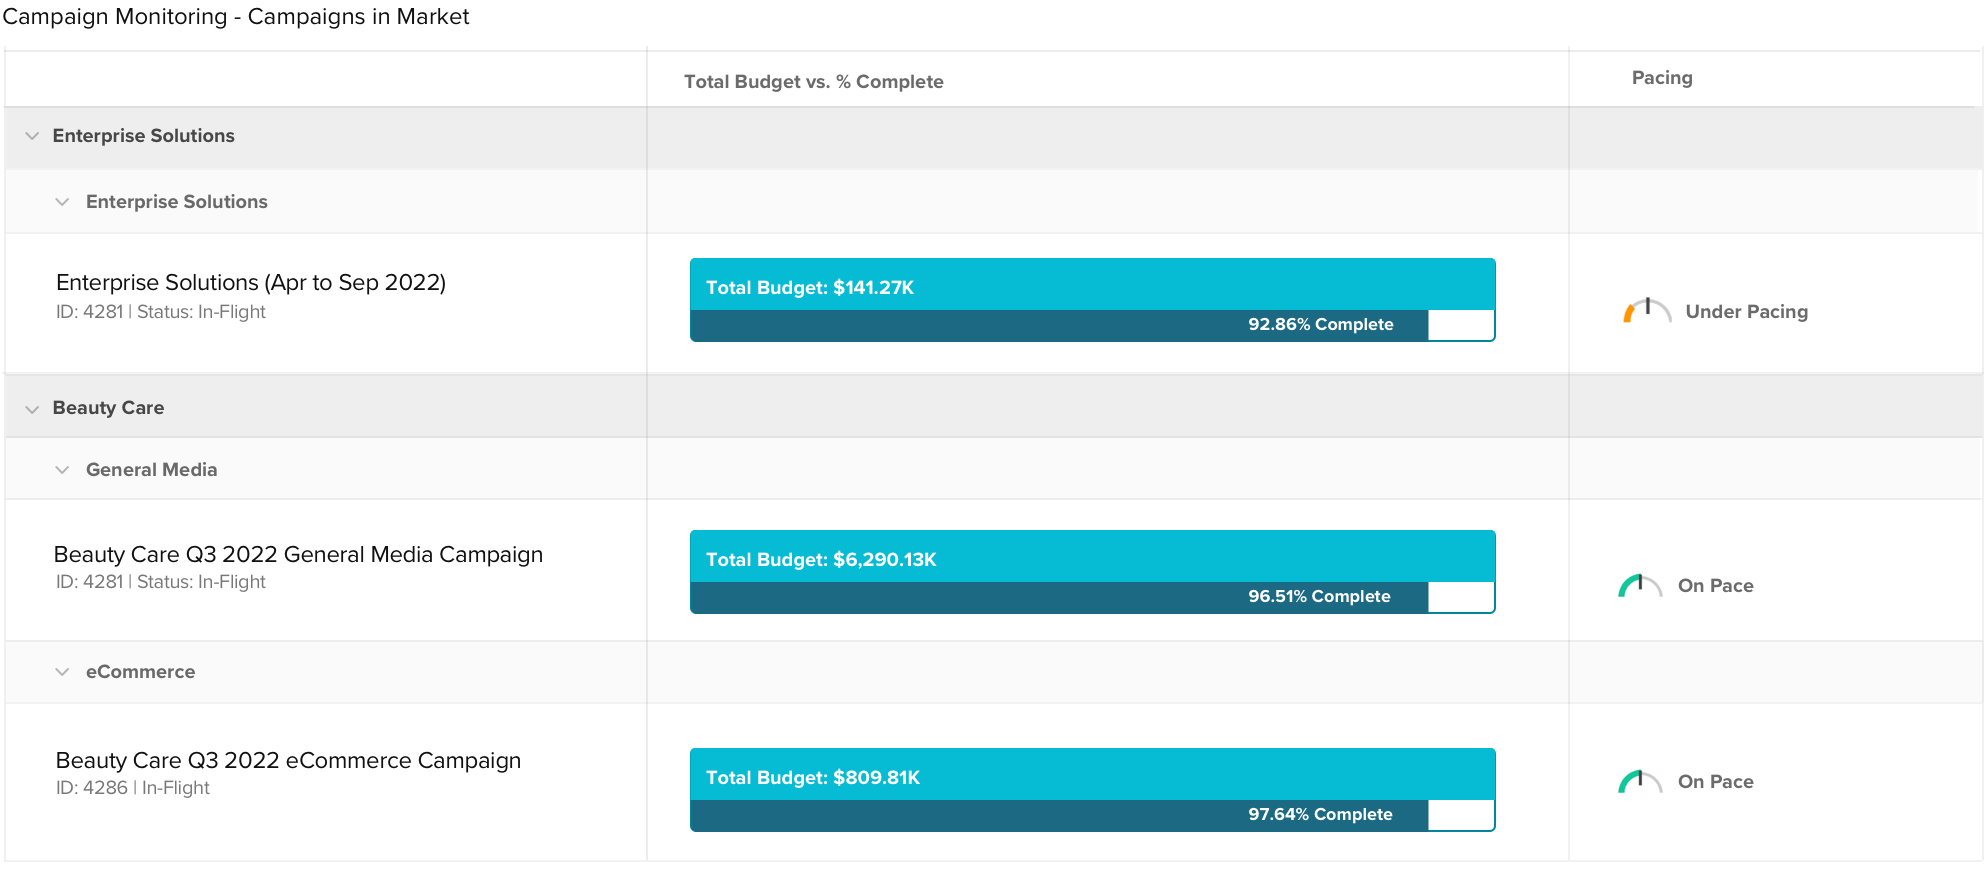 Campaign Monitoring - Campaigns in Market
Total Budget vs. % Complete
Pacing
Enterprise Solutions
Enterprise Solutions
Enterprise Solutions (Apr to Sep 2022)
ID: 4281 | Status: In-Flight
Total Budget: $141.27K
92.86% Complete
Under Pacing
Beauty Care
General Media
Beauty Care Q3 2022 General Media Campaign
ID: 4281 | Status: In-Flight
Total Budget: $6,290.13K
96.51% Complete
On Pace
eCommerce
Beauty Care Q3 2022 eCommerce Campaign
ID: 4286 | In-Flight
Total Budget: $809.81K
97.64% Complete
On Pace